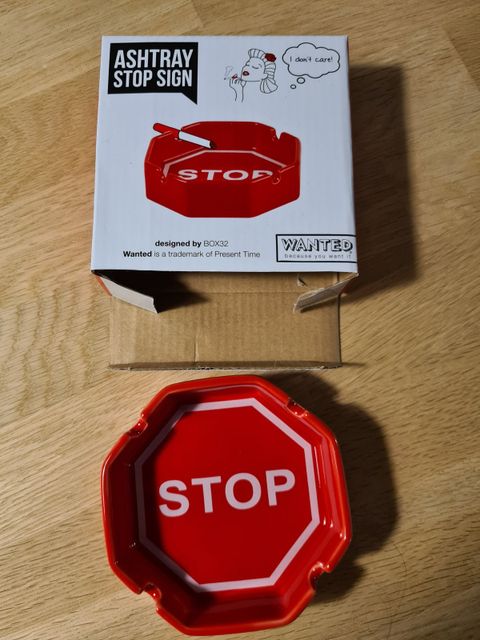 ASHTRAY
STOP SIGN
I don't care!
STOP
designed by BOX32
Wanted is a trademark of Present Time
WANTED
because you want it
STOP